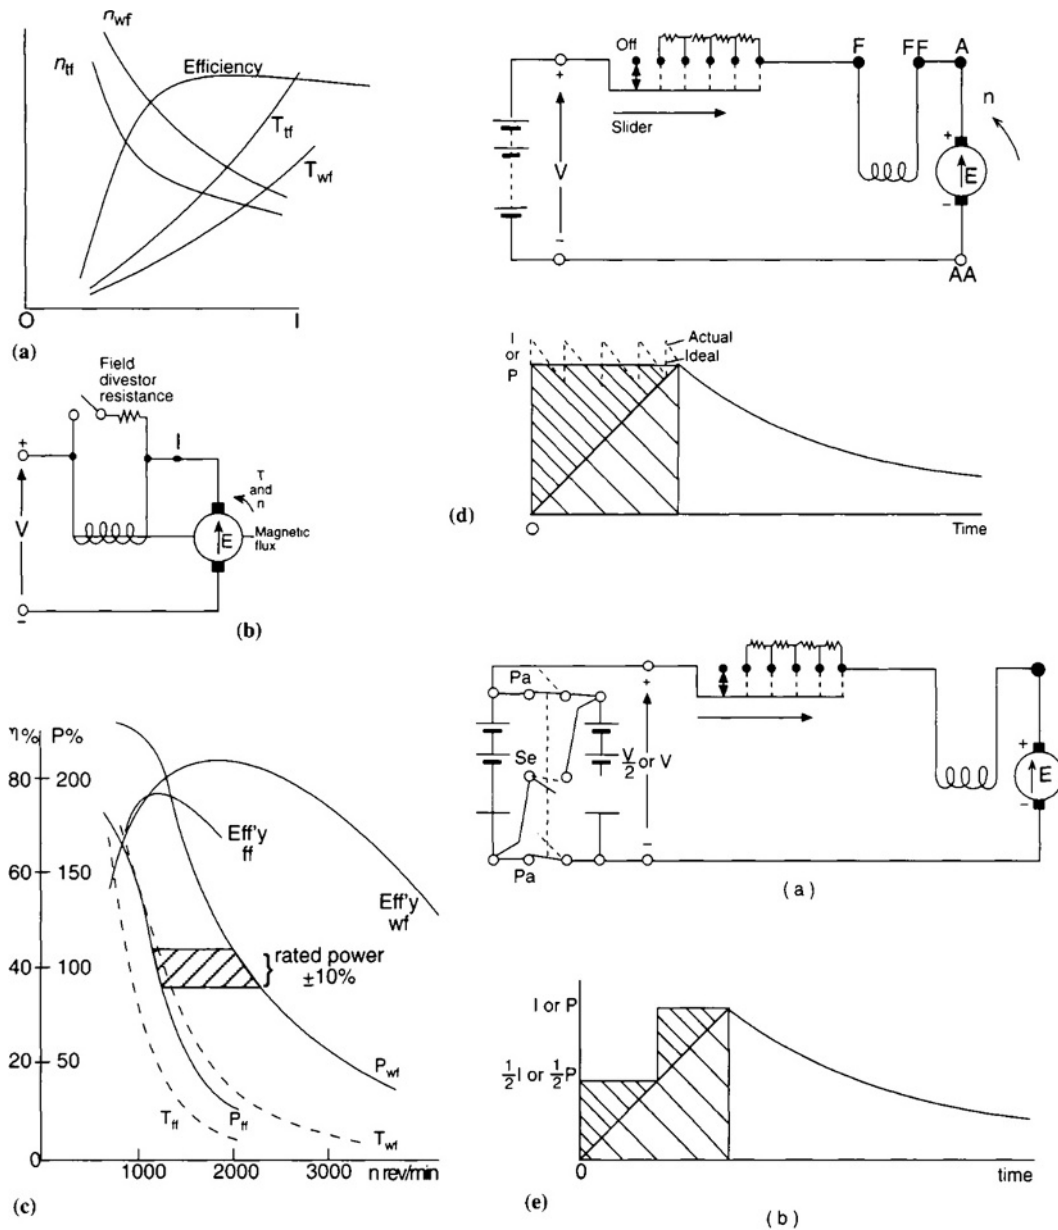 n_wf
n_tf
Efficiency
T_tf
T_wf
O
I
(a)
Field
divestor
resistance
I
+
V
−
T
and
n
E
Magnetic
flux
(b)
η% P%
80 200
60 150
40 100
20 50
0
1000 2000 3000 n rev/min
Eff'y
ff
Eff'y
wf
rated power
±10%
P_wf
T_ff
P_ff
T_wf
(c)
Off
F
FF
A
+
V
−
Slider
n
+
E
−
AA
I
or
P
Actual
Ideal
O
Time
(d)
Pa
Se
Pa
V/2 or V
+
−
+
E
−
(a)
I or P
1/2 I or 1/2 P
0
time
(e)
(b)